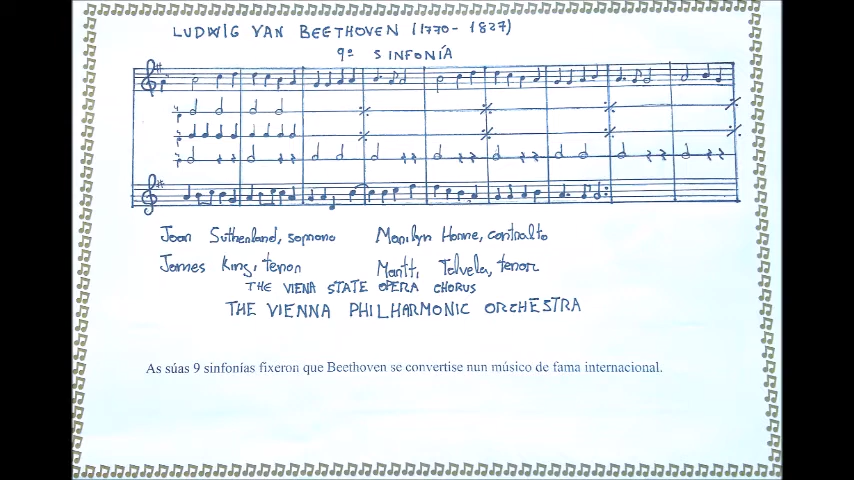 LUDWIG VAN BEETHOVEN (1770-1827)
9ª SINFONÍA
Joan Sutherland, soprano Marilyn Horne, contralto
James King, tenor Martti Talvela, tenor
THE VIENA STATE OPERA CHORUS
THE VIENNA PHILHARMONIC ORCHESTRA
As súas 9 sinfonías fixeron que Beethoven se convertise nun músico de fama internacional.